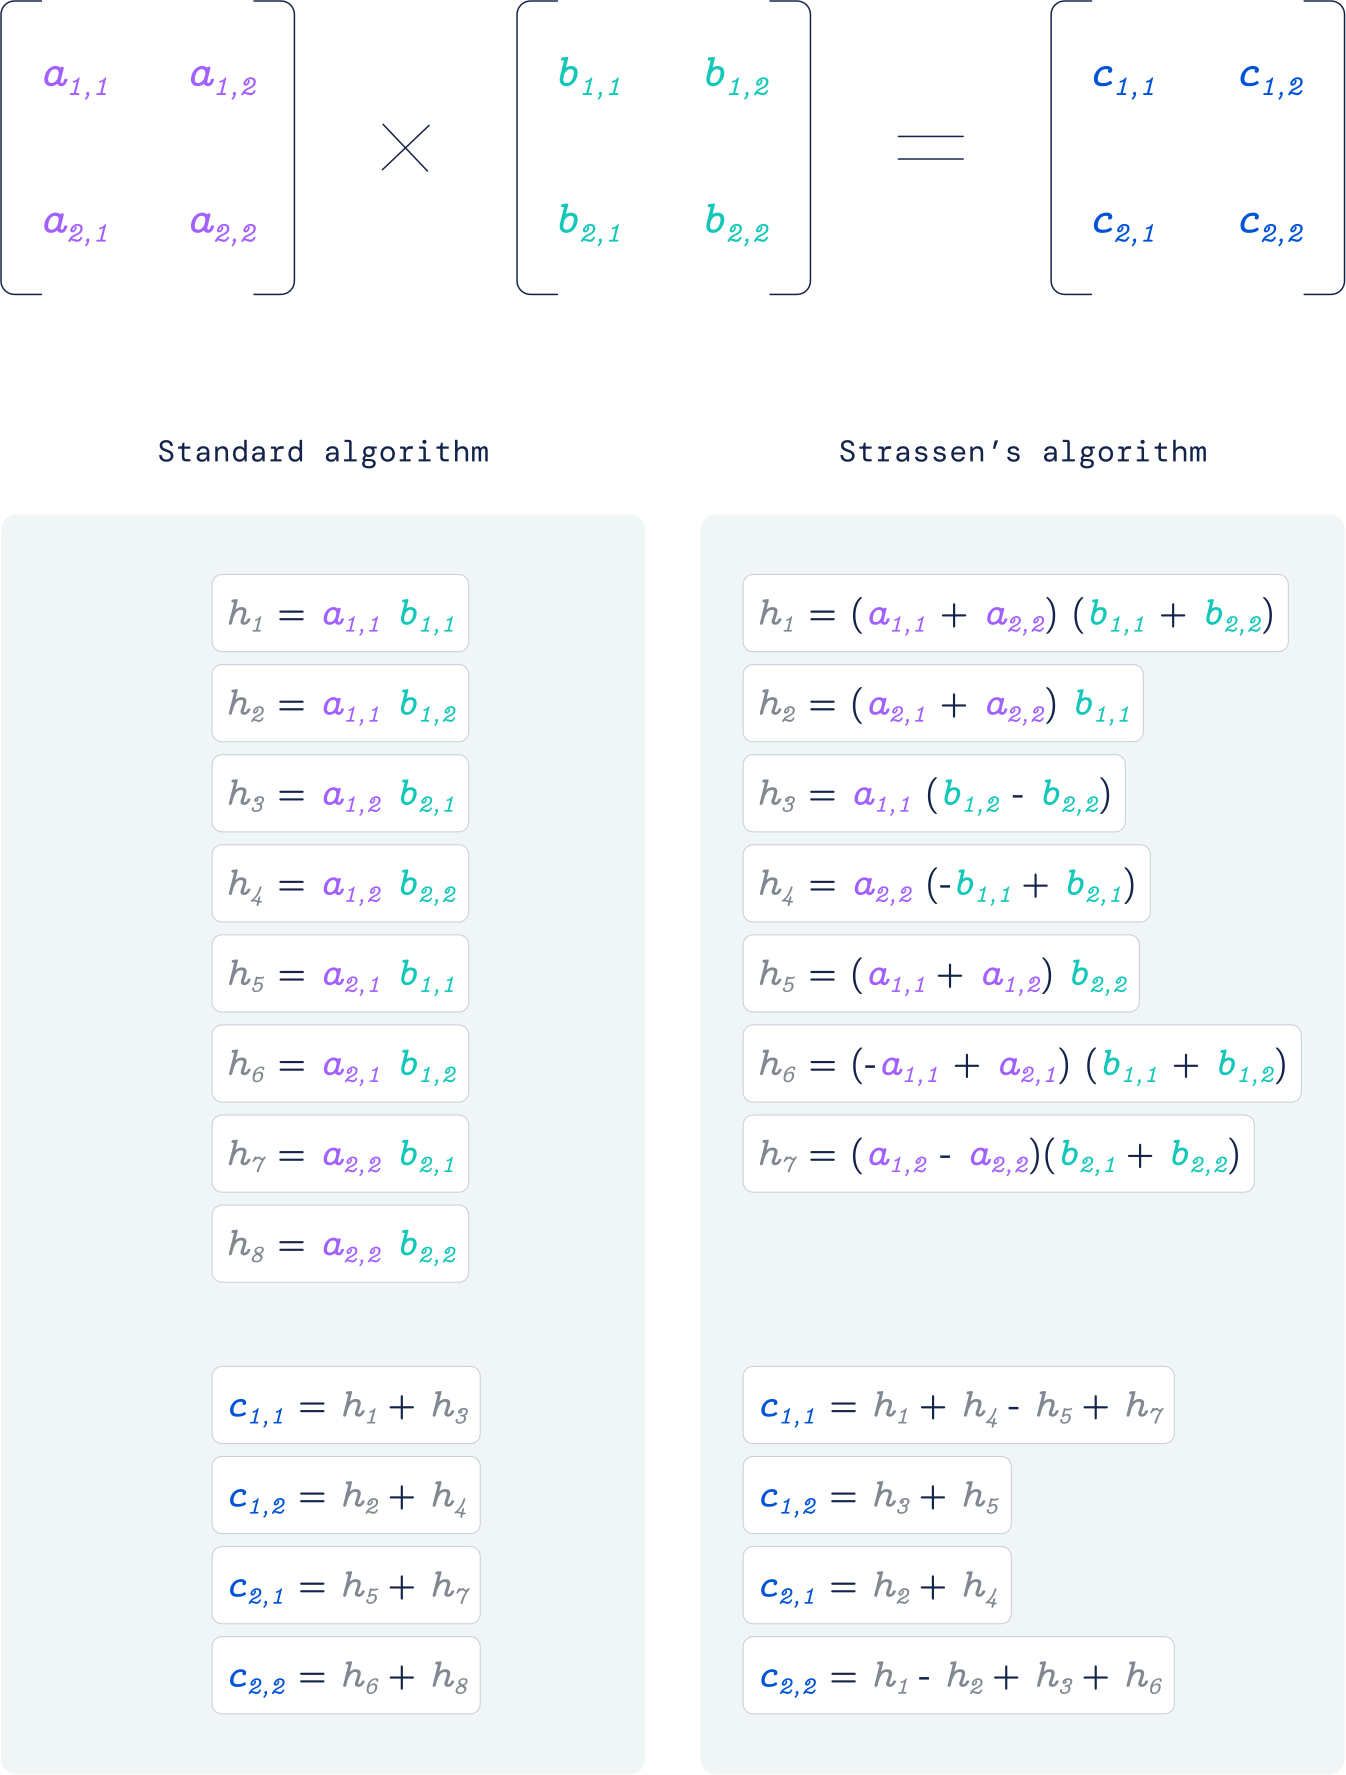 a1,1 a1,2 b1,1 b1,2 c1,1 c1,2
× =
a2,1 a2,2 b2,1 b2,2 c2,1 c2,2
Standard algorithm
h1 = a1,1 b1,1
h2 = a1,1 b1,2
h3 = a1,2 b2,1
h4 = a1,2 b2,2
h5 = a2,1 b1,1
h6 = a2,1 b1,2
h7 = a2,2 b2,1
h8 = a2,2 b2,2
c1,1 = h1 + h3
c1,2 = h2 + h4
c2,1 = h5 + h7
c2,2 = h6 + h8
Strassen’s algorithm
h1 = (a1,1 + a2,2) (b1,1 + b2,2)
h2 = (a2,1 + a2,2) b1,1
h3 = a1,1 (b1,2 - b2,2)
h4 = a2,2 (-b1,1 + b2,1)
h5 = (a1,1 + a1,2) b2,2
h6 = (-a1,1 + a2,1) (b1,1 + b1,2)
h7 = (a1,2 - a2,2)(b2,1 + b2,2)
c1,1 = h1 + h4 - h5 + h7
c1,2 = h3 + h5
c2,1 = h2 + h4
c2,2 = h1 - h2 + h3 + h6